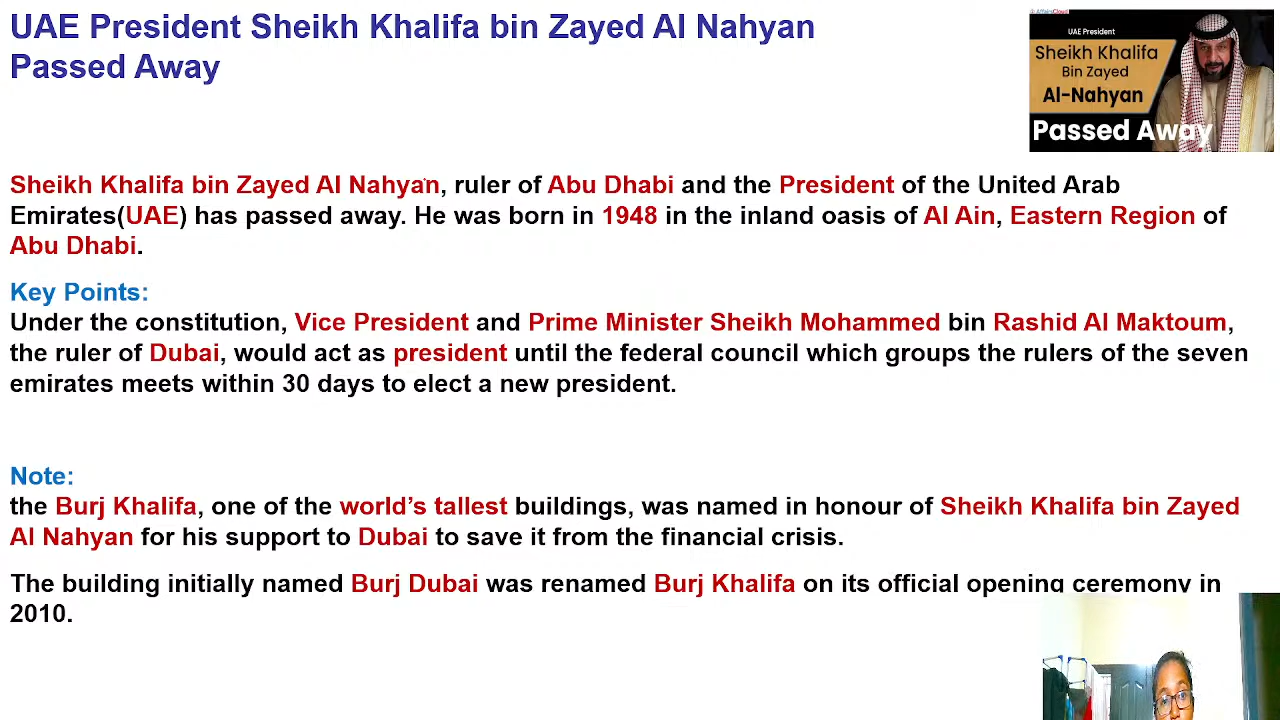 UAE President Sheikh Khalifa bin Zayed Al Nahyan
Passed Away
AffairsCloud
UAE President
Sheikh Khalifa
Bin Zayed
Al-Nahyan
Passed Away
Sheikh Khalifa bin Zayed Al Nahyan, ruler of Abu Dhabi and the President of the United Arab
Emirates(UAE) has passed away. He was born in 1948 in the inland oasis of Al Ain, Eastern Region of
Abu Dhabi.
Key Points:
Under the constitution, Vice President and Prime Minister Sheikh Mohammed bin Rashid Al Maktoum,
the ruler of Dubai, would act as president until the federal council which groups the rulers of the seven
emirates meets within 30 days to elect a new president.
Note:
the Burj Khalifa, one of the world’s tallest buildings, was named in honour of Sheikh Khalifa bin Zayed
Al Nahyan for his support to Dubai to save it from the financial crisis.
The building initially named Burj Dubai was renamed Burj Khalifa on its official opening ceremony in
2010.